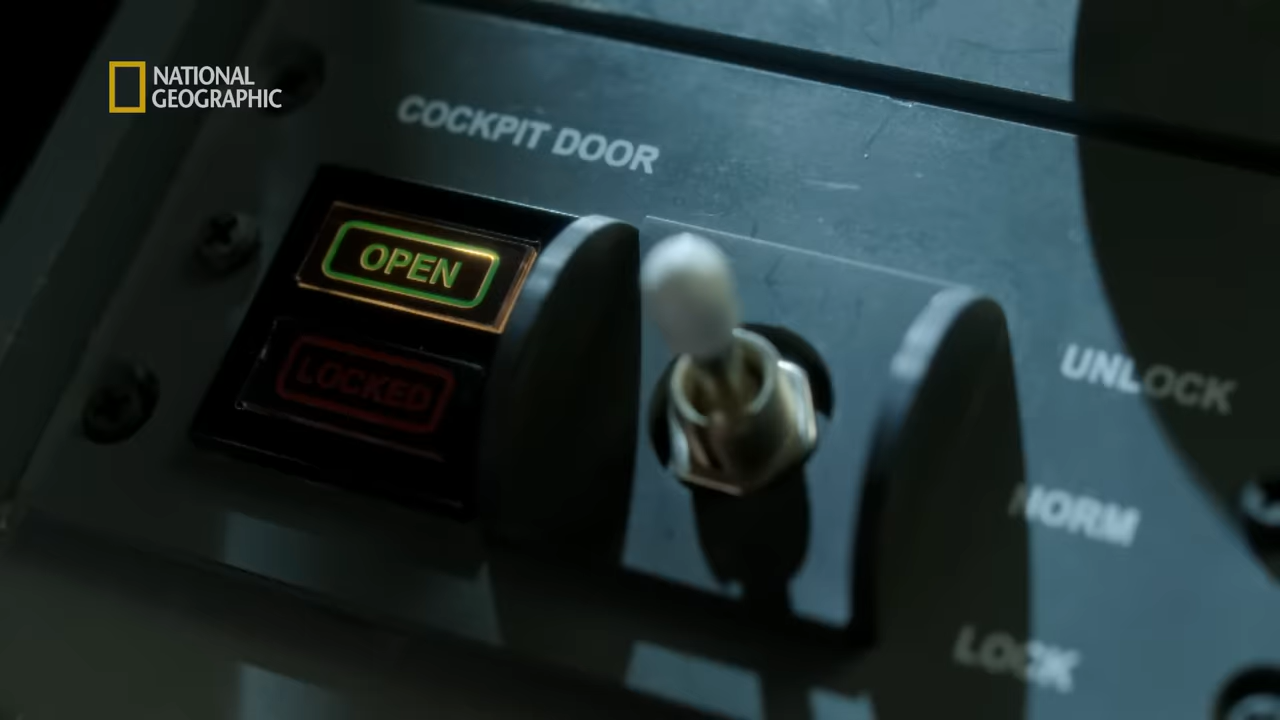 NATIONAL
GEOGRAPHIC
COCKPIT DOOR
OPEN
LOCKED
UNLOCK
NORM
LOCK